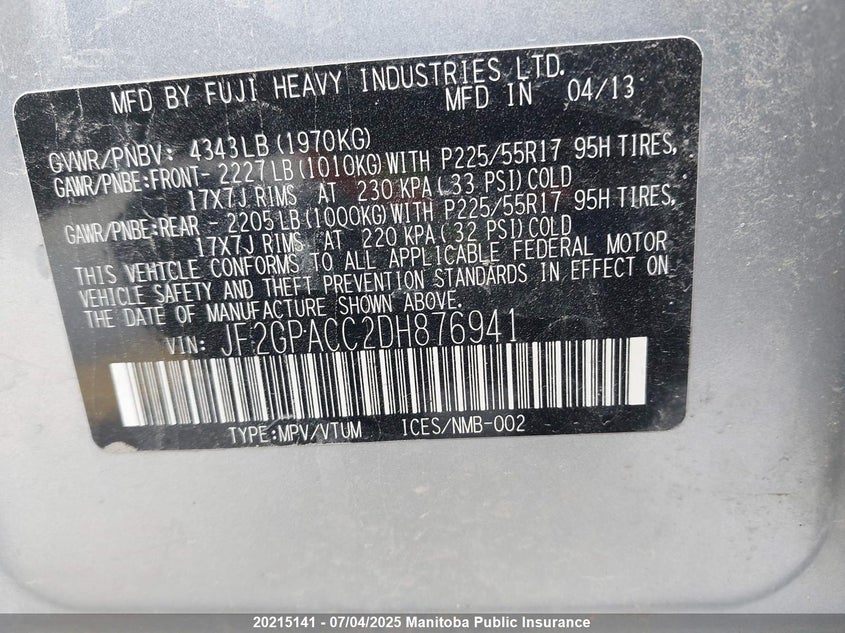 MFD BY FUJI HEAVY INDUSTRIES LTD.
MFD IN 04/13
GVWR/PNBV: 4343LB (1970KG)
GAWR/PNBE:FRONT- 2227LB (1010KG) WITH P225/55R17 95H TIRES,
17X7J RIMS AT 230 KPA (33 PSI) COLD
GAWR/PNBE:REAR - 2205LB (1000KG) WITH P225/55R17 95H TIRES,
17X7J RIMS AT 220 KPA (32 PSI) COLD
THIS VEHICLE CONFORMS TO ALL APPLICABLE FEDERAL MOTOR
VEHICLE SAFETY AND THEFT PREVENTION STANDARDS IN EFFECT ON
THE DATE OF MANUFACTURE SHOWN ABOVE.
VIN: JF2GPACC2DH876941
TYPE:MPV/VTUM ICES/NMB-002
20215141 - 07/04/2025 Manitoba Public Insurance